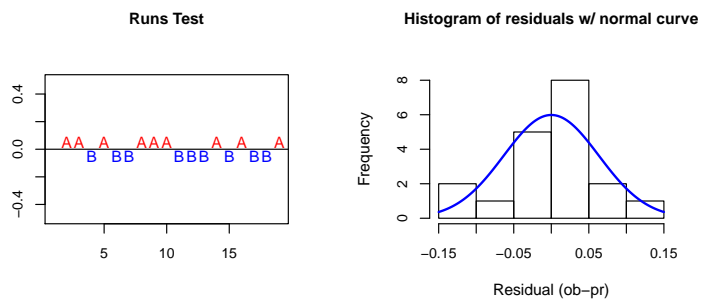 Runs Test
0.4
0.0
−0.4
A A A A A A A A A
B B B B B B B B B
5 10 15
Histogram of residuals w/ normal curve
Frequency
8
6
4
2
0
−0.15 −0.05 0.05 0.15
Residual (ob−pr)